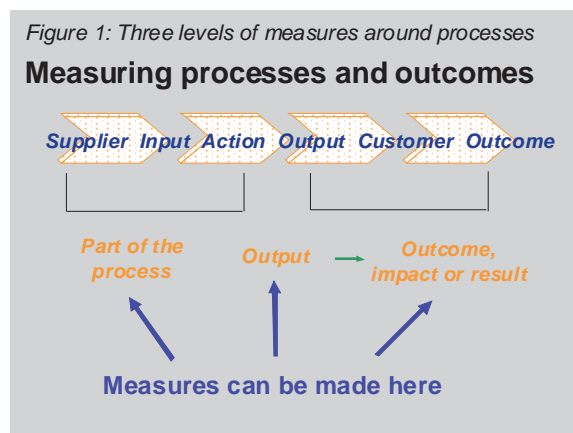 Figure 1: Three levels of measures around processes
Measuring processes and outcomes
Supplier Input Action Output Customer Outcome
Part of the
process
Output
Outcome,
impact or result
Measures can be made here